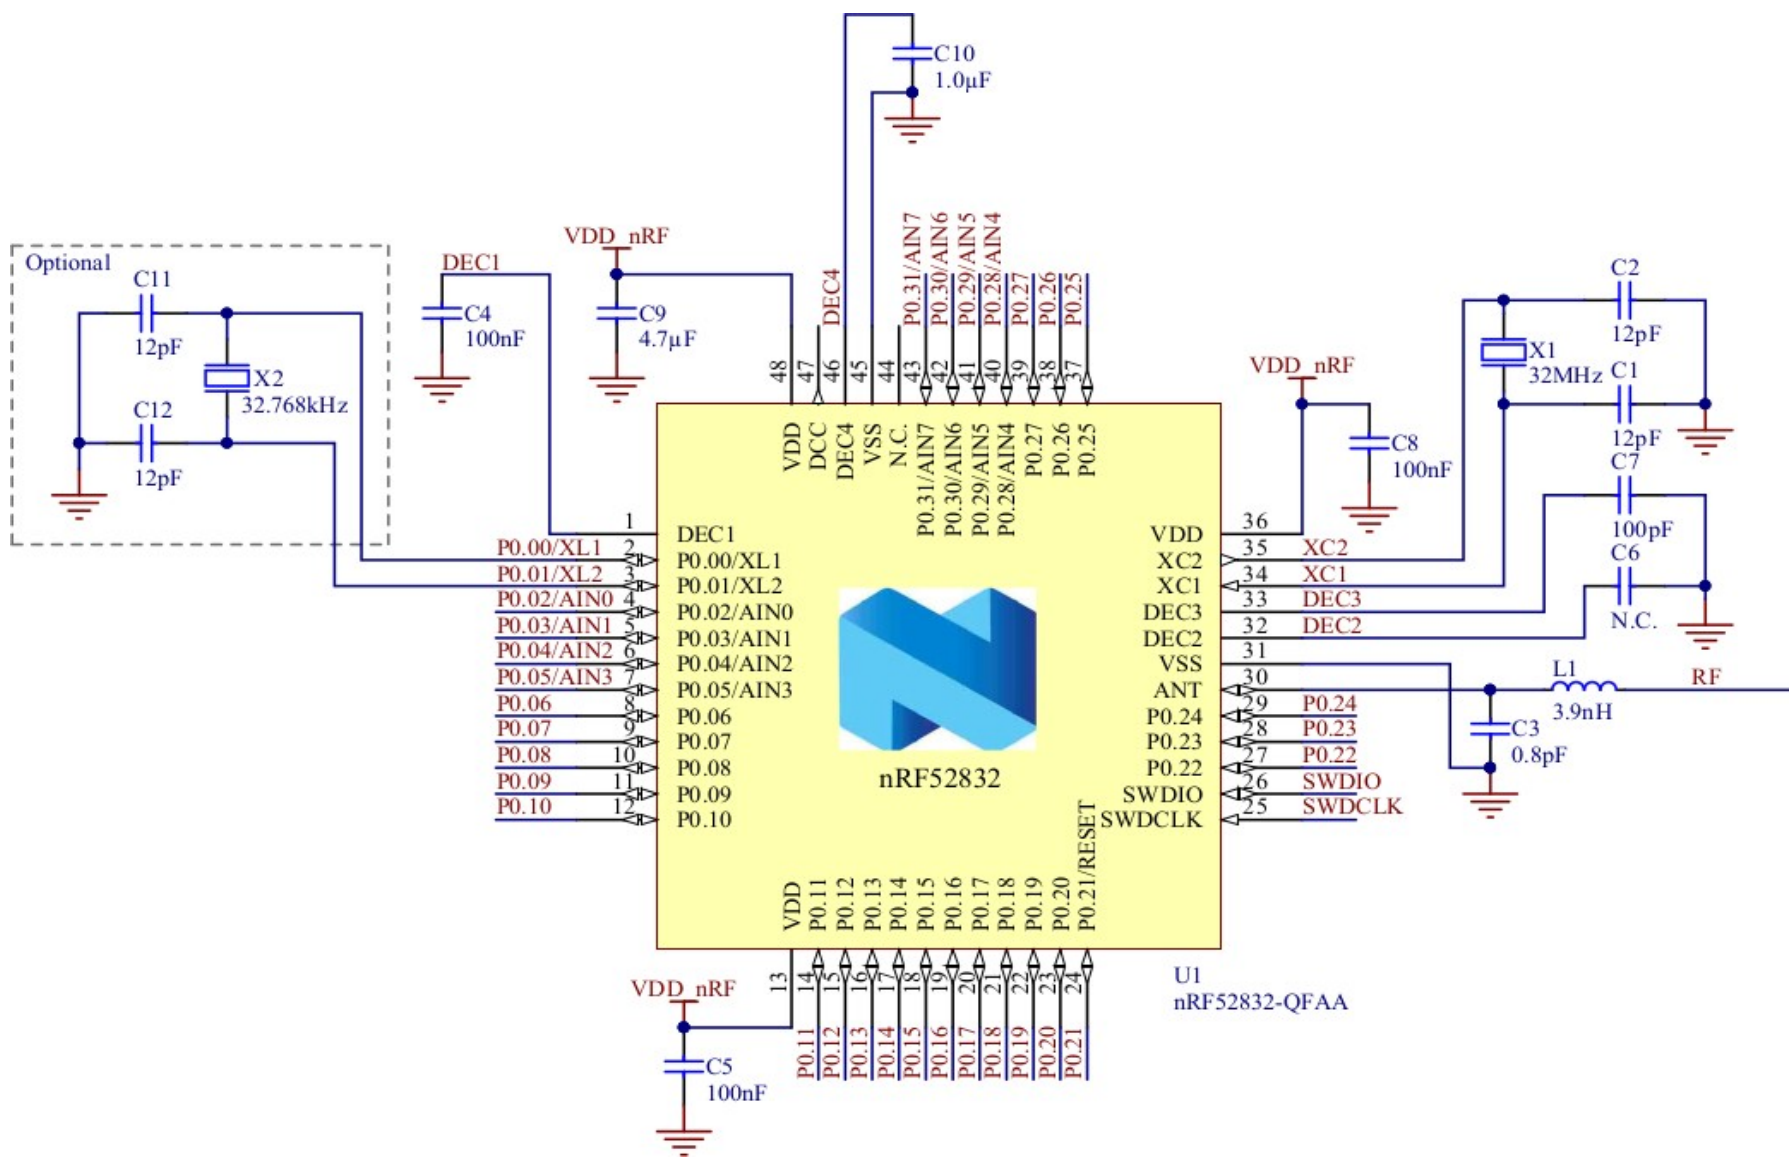 C10
1.0µF
Optional
C11
12pF
X2
32.768kHz
C12
12pF
DEC1
C4
100nF
VDD_nRF
C9
4.7µF
DEC4
P0.31/AIN7
P0.30/AIN6
P0.29/AIN5
P0.28/AIN4
P0.27
P0.26
P0.25
48
47
46
45
44
43
42
41
40
39
38
37
VDD
DCC
DEC4
VSS
N.C.
P0.31/AIN7
P0.30/AIN6
P0.29/AIN5
P0.28/AIN4
P0.27
P0.26
P0.25
VDD_nRF
C8
100nF
C2
12pF
X1
32MHz
C1
12pF
C7
100pF
C6
N.C.
1 DEC1
P0.00/XL1 2 P0.00/XL1
P0.01/XL2 3 P0.01/XL2
P0.02/AIN0 4 P0.02/AIN0
P0.03/AIN1 5 P0.03/AIN1
P0.04/AIN2 6 P0.04/AIN2
P0.05/AIN3 7 P0.05/AIN3
P0.06 8 P0.06
P0.07 9 P0.07
P0.08 10 P0.08
P0.09 11 P0.09
P0.10 12 P0.10
nRF52832
VDD 36
XC2 35 XC2
XC1 34 XC1
DEC3 33 DEC3
DEC2 32 DEC2
VSS 31
ANT 30
P0.24 29 P0.24
P0.23 28 P0.23
P0.22 27 P0.22
SWDIO 26 SWDIO
SWDCLK 25 SWDCLK
L1
3.9nH
RF
C3
0.8pF
VDD
P0.11
P0.12
P0.13
P0.14
P0.15
P0.16
P0.17
P0.18
P0.19
P0.20
P0.21/RESET
13
14
15
16
17
18
19
20
21
22
23
24
P0.11
P0.12
P0.13
P0.14
P0.15
P0.16
P0.17
P0.18
P0.19
P0.20
P0.21
U1
nRF52832-QFAA
VDD_nRF
C5
100nF